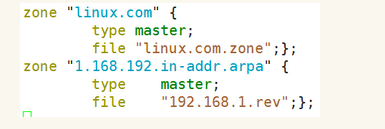 zone "linux.com" {
        type master;
        file "linux.com.zone";};
zone "1.168.192.in-addr.arpa" {
        type    master;
        file    "192.168.1.rev";};